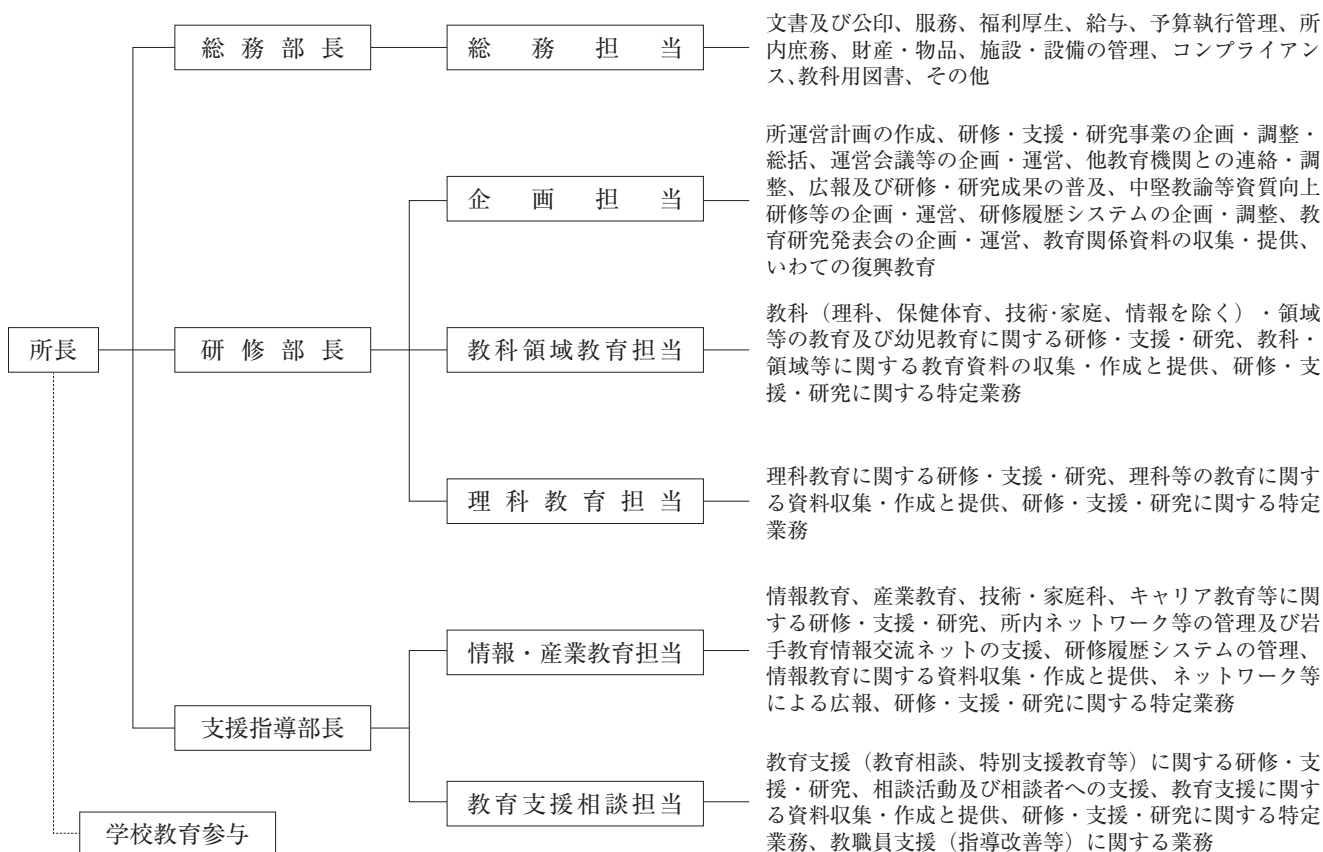 総務部長
総務担当
文書及び公印、服務、福利厚生、給与、予算執行管理、所
内庶務、財産・物品、施設・設備の管理、コンプライアン
ス、教科用図書、その他
企画担当
所運営計画の作成、研修・支援・研究事業の企画・調整・
総括、運営会議等の企画・運営、他教育機関との連絡・調
整、広報及び研修・研究成果の普及、中堅教諭等資質向上
研修等の企画・運営、研修履歴システムの企画・調整、教
育研究発表会の企画・運営、教育関係資料の収集・提供、
いわての復興教育
所長
研修部長
教科領域教育担当
教科（理科、保健体育、技術・家庭、情報を除く）・領域
等の教育及び幼児教育に関する研修・支援・研究、教科・
領域等に関する教育資料の収集・作成と提供、研修・支
援・研究に関する特定業務
理科教育担当
理科教育に関する研修・支援・研究、理科等の教育に関す
る資料収集・作成と提供、研修・支援・研究に関する特定
業務
支援指導部長
情報・産業教育担当
情報教育、産業教育、技術・家庭科、キャリア教育等に関
する研修・支援・研究、所内ネットワーク等の管理及び岩
手教育情報交流ネットの支援、研修履歴システムの管理、
情報教育に関する資料収集・作成と提供、ネットワーク等
による広報、研修・支援・研究に関する特定業務
教育支援相談担当
教育支援（教育相談、特別支援教育等）に関する研修・支
援・研究、相談活動及び相談者への支援、教育支援に関す
る資料収集・作成と提供、研修・支援・研究に関する特定
業務、教職員支援（指導改善等）に関する業務
学校教育参与